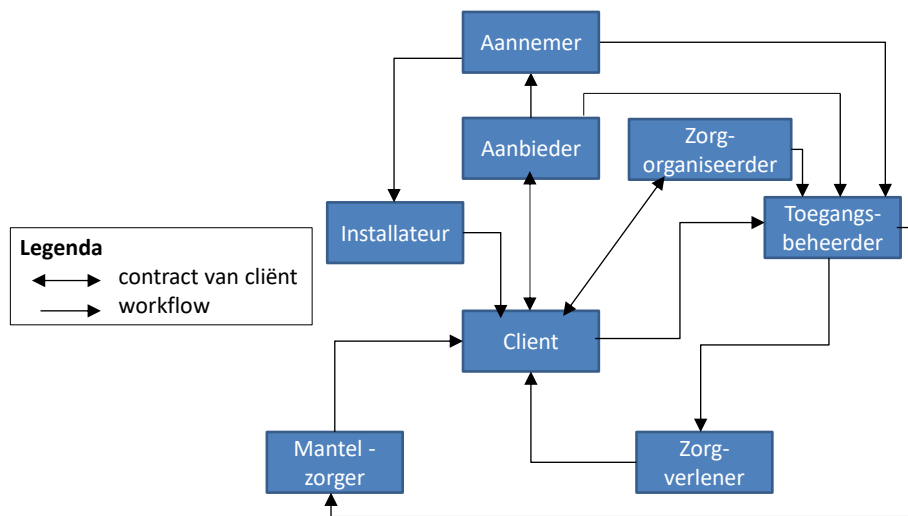 Aannemer
Aanbieder
Zorg-
organiseerder
Toegangs-
beheerder
Installateur
Legenda
contract van cliënt
workflow
Client
Mantel -
zorger
Zorg-
verlener